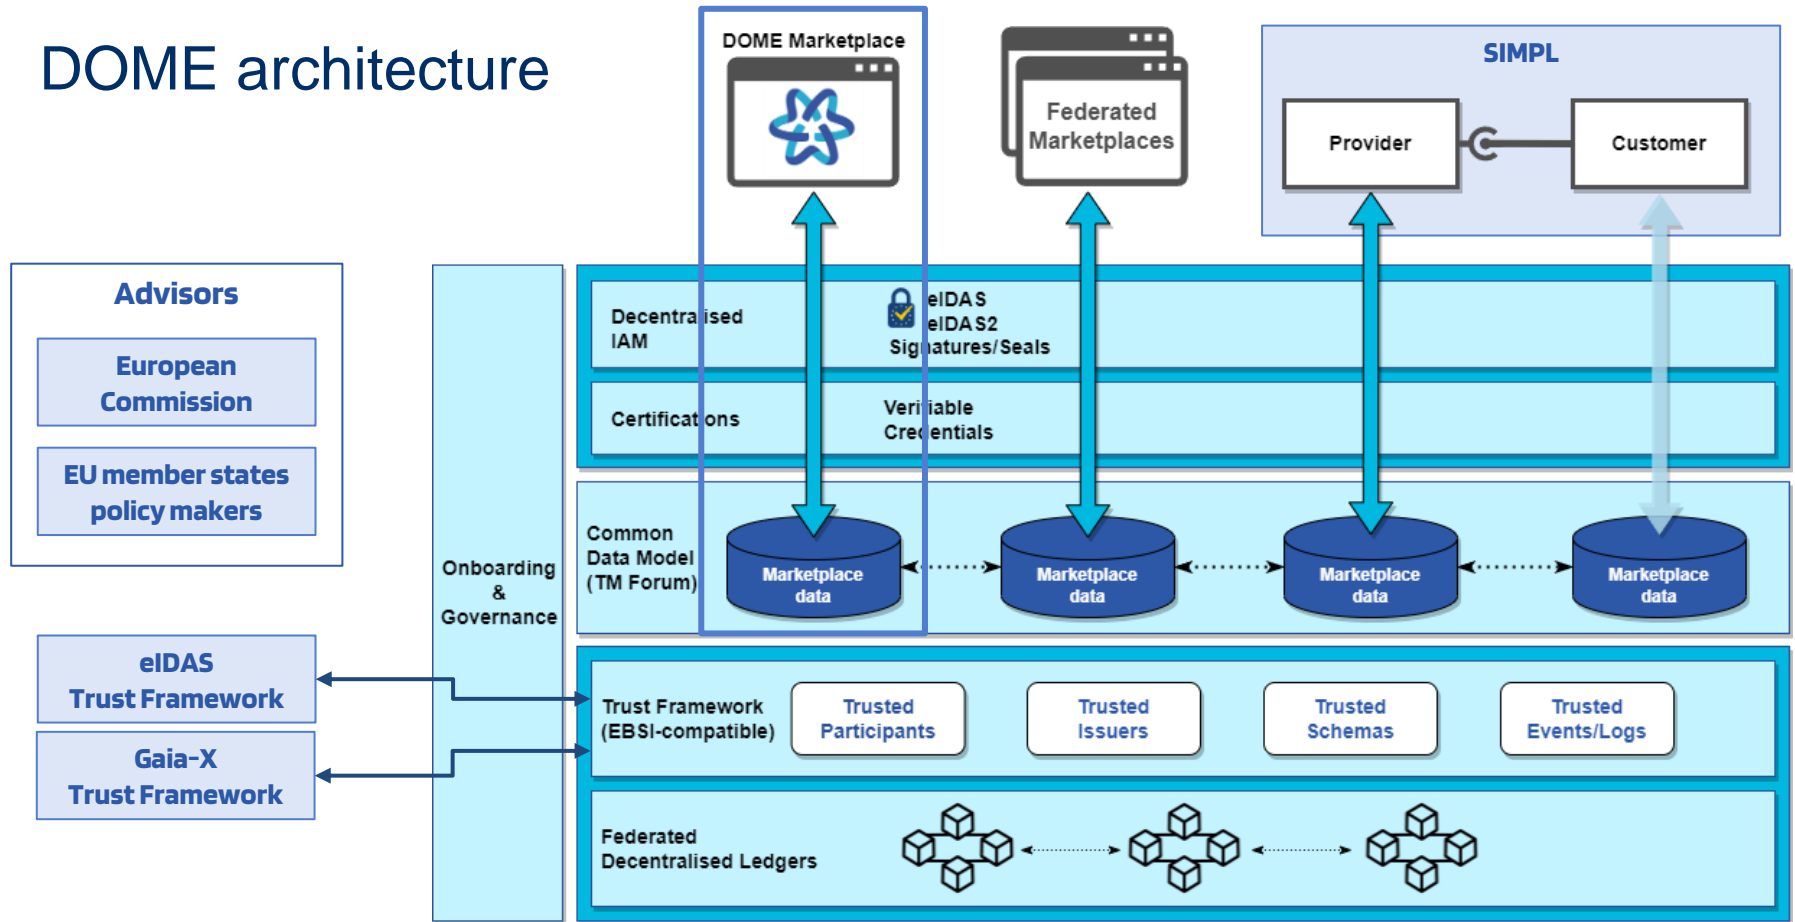 DOME architecture
DOME Marketplace
Federated
Marketplaces
SIMPL
Provider
Customer
Advisors
European
Commission
EU member states
policy makers
eIDAS
Trust Framework
Gaia-X
Trust Framework
Onboarding
&
Governance
Decentralised
IAM
eIDAS
eIDAS2
Signatures/Seals
Certifications
Verifiable
Credentials
Common
Data Model
(TM Forum)
Marketplace
data
Marketplace
data
Marketplace
data
Marketplace
data
Trust Framework
(EBSI-compatible)
Trusted
Participants
Trusted
Issuers
Trusted
Schemas
Trusted
Events/Logs
Federated
Decentralised Ledgers